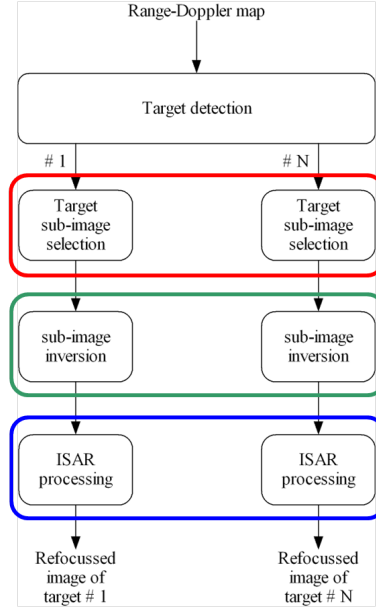 Range-Doppler map
Target detection
# 1
# N
Target
sub-image
selection
Target
sub-image
selection
sub-image
inversion
sub-image
inversion
ISAR
processing
ISAR
processing
Refocussed
image of
target # 1
Refocussed
image of
target # N